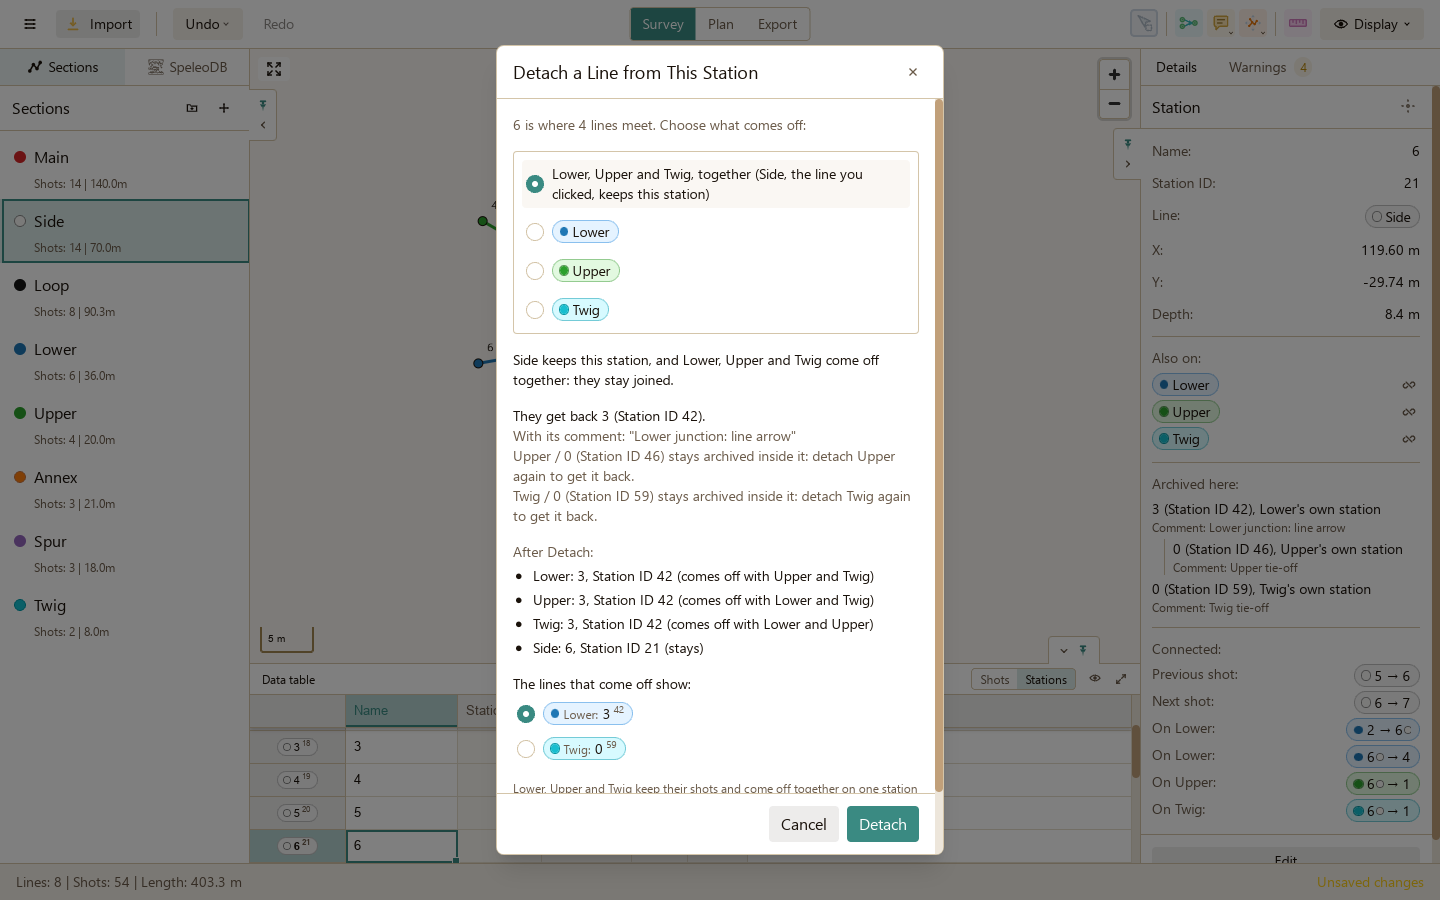 Import
Undo
Redo
Survey
Plan
Export
Display
Sections
SpeleoDB
Sections
Main
Shots: 14 | 140.0m
Side
Shots: 14 | 70.0m
Loop
Shots: 8 | 90.3m
Lower
Shots: 6 | 36.0m
Upper
Shots: 4 | 20.0m
Annex
Shots: 3 | 21.0m
Spur
Shots: 3 | 18.0m
Twig
Shots: 2 | 8.0m
4
6
5 m
Detach a Line from This Station
6 is where 4 lines meet. Choose what comes off:
Lower, Upper and Twig, together (Side, the line you
clicked, keeps this station)
Lower
Upper
Twig
Side keeps this station, and Lower, Upper and Twig come off
together: they stay joined.
They get back 3 (Station ID 42).
With its comment: "Lower junction: line arrow"
Upper / 0 (Station ID 46) stays archived inside it: detach Upper
again to get it back.
Twig / 0 (Station ID 59) stays archived inside it: detach Twig again
to get it back.
After Detach:
Lower: 3, Station ID 42 (comes off with Upper and Twig)
Upper: 3, Station ID 42 (comes off with Lower and Twig)
Twig: 3, Station ID 42 (comes off with Lower and Upper)
Side: 6, Station ID 21 (stays)
The lines that come off show:
Lower: 3 42
Twig: 0 59
Lower, Upper and Twig keep their shots and come off together on one station
Cancel
Detach
Data table
Shots
Stations
Name
3 18
3
4 19
4
5 20
5
6 21
6
Details
Warnings 4
Station
Name: 6
Station ID: 21
Line: Side
X: 119.60 m
Y: -29.74 m
Depth: 8.4 m
Also on:
Lower
Upper
Twig
Archived here:
3 (Station ID 42), Lower's own station
Comment: Lower junction: line arrow
0 (Station ID 46), Upper's own station
Comment: Upper tie-off
0 (Station ID 59), Twig's own station
Comment: Twig tie-off
Connected:
Previous shot: 5 → 6
Next shot: 6 → 7
On Lower: 2 → 6
On Lower: 6 → 4
On Upper: 6 → 1
On Twig: 6 → 1
Edit
Lines: 8 | Shots: 54 | Length: 403.3 m
Unsaved changes